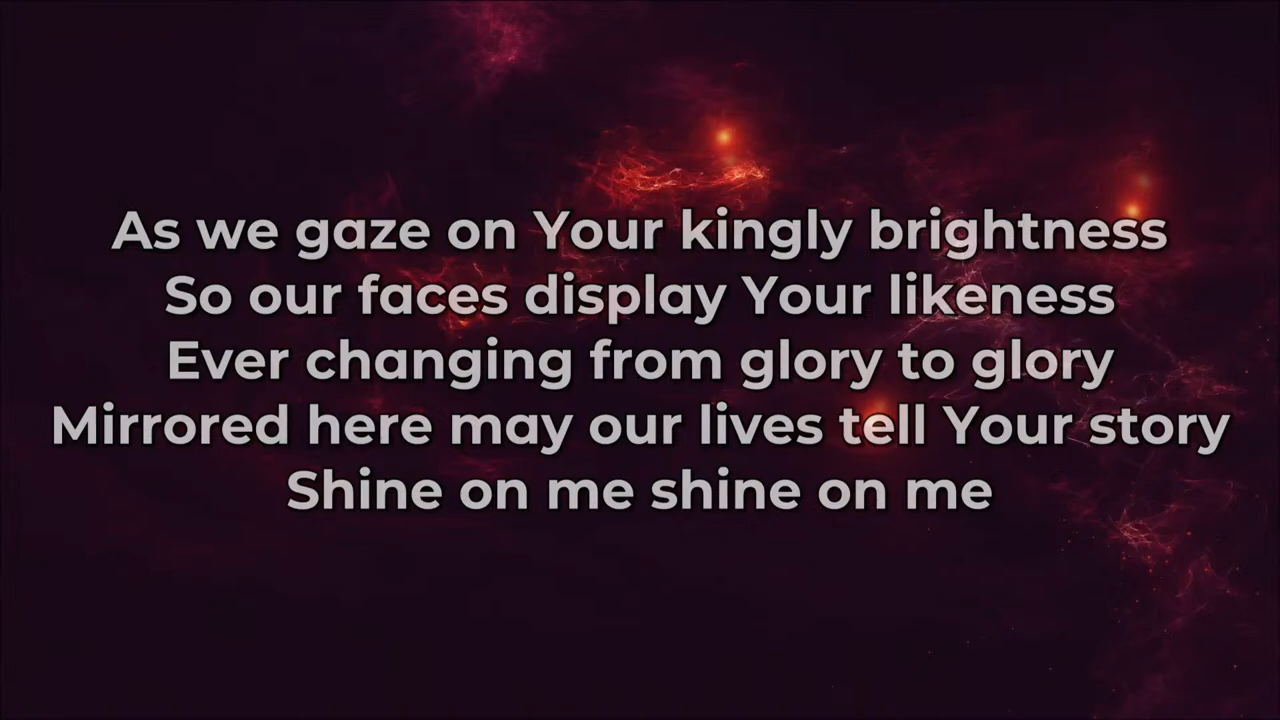 As we gaze on Your kingly brightness
So our faces display Your likeness
Ever changing from glory to glory
Mirrored here may our lives tell Your story
Shine on me shine on me